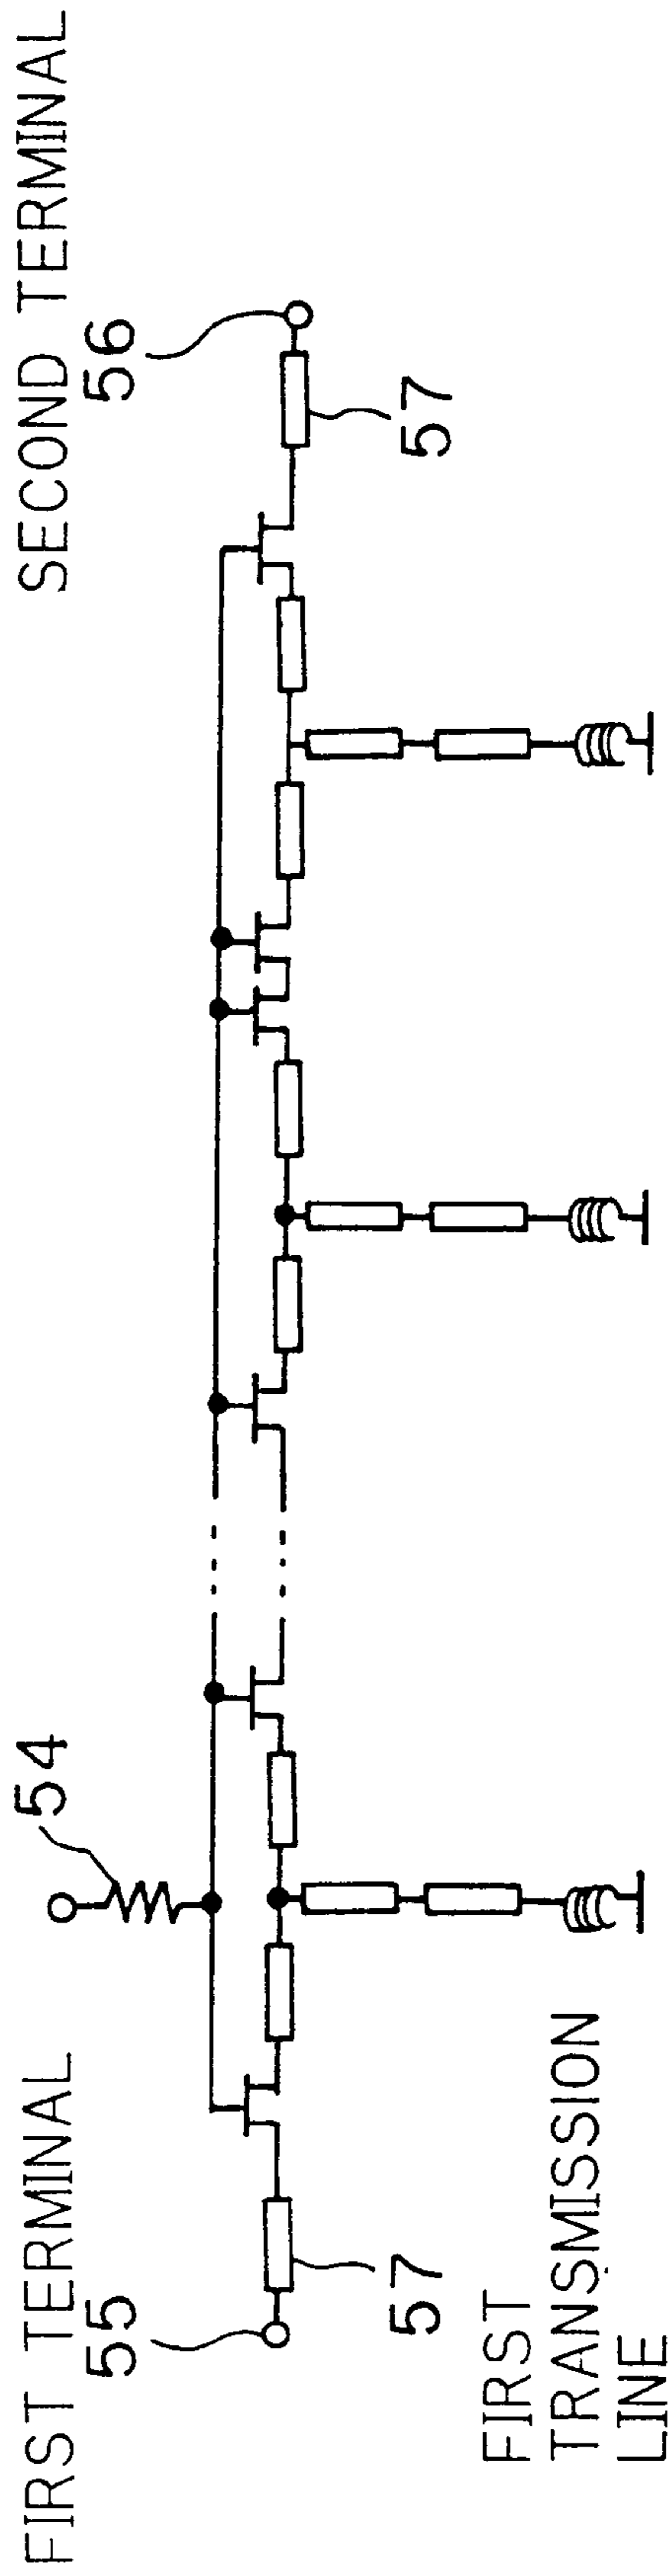 FIRST TERMINAL
55
54
SECOND TERMINAL
56
57
57
FIRST
TRANSMISSION
LINE